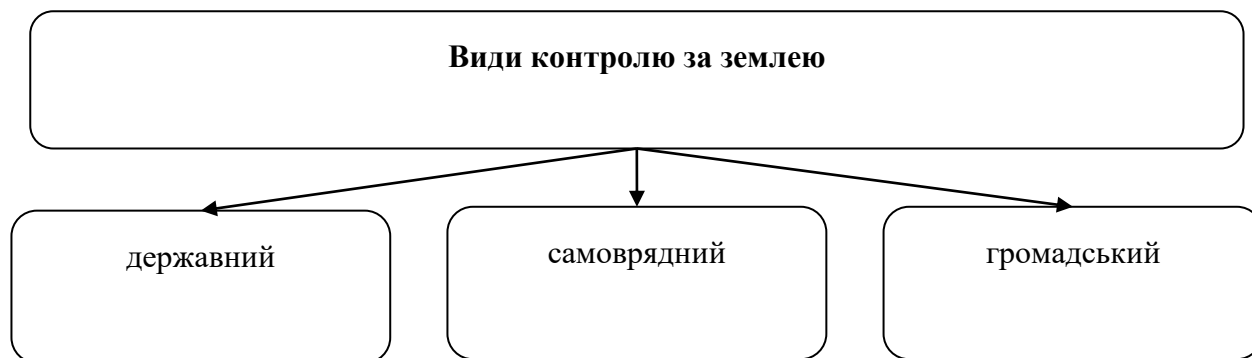 Види контролю за землею
державний
самоврядний
громадський